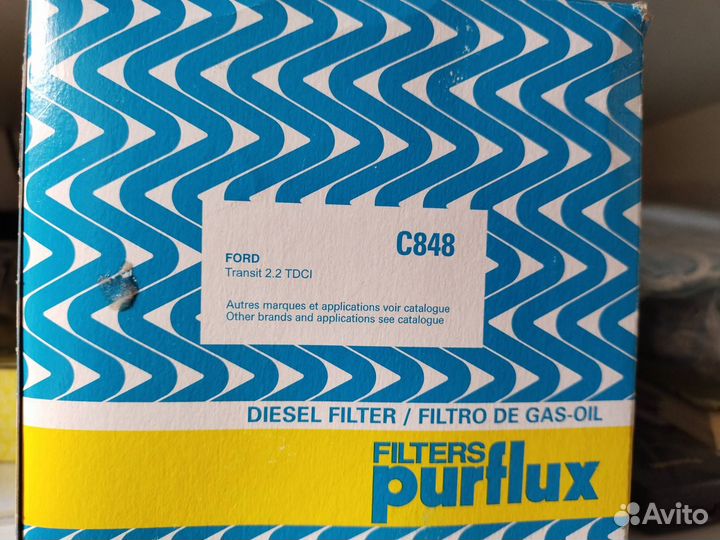 C848
FORD
Transit 2.2 TDCI
Autres marques et applications voir catalogue
Other brands and applications see catalogue
DIESEL FILTER / FILTRO DE GAS-OIL
FILTERS
purflux
Avito